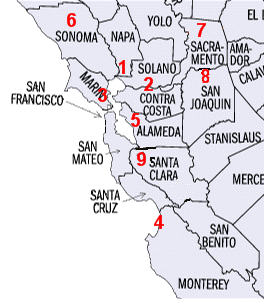 EL D
6
YOLO
7
NAPA
SONOMA
SACRA-
MENTO
AMA-
DOR
SOLANO
1
2
8
CALA
SAN
FRANCISCO
MARIN
3
CONTRA
COSTA
SAN
JOAQUIN
5
ALAMEDA
STANISLAUS
SAN
MATEO
9
SANTA
CLARA
MERCE
SANTA
CRUZ
4
SAN
BENITO
MONTEREY